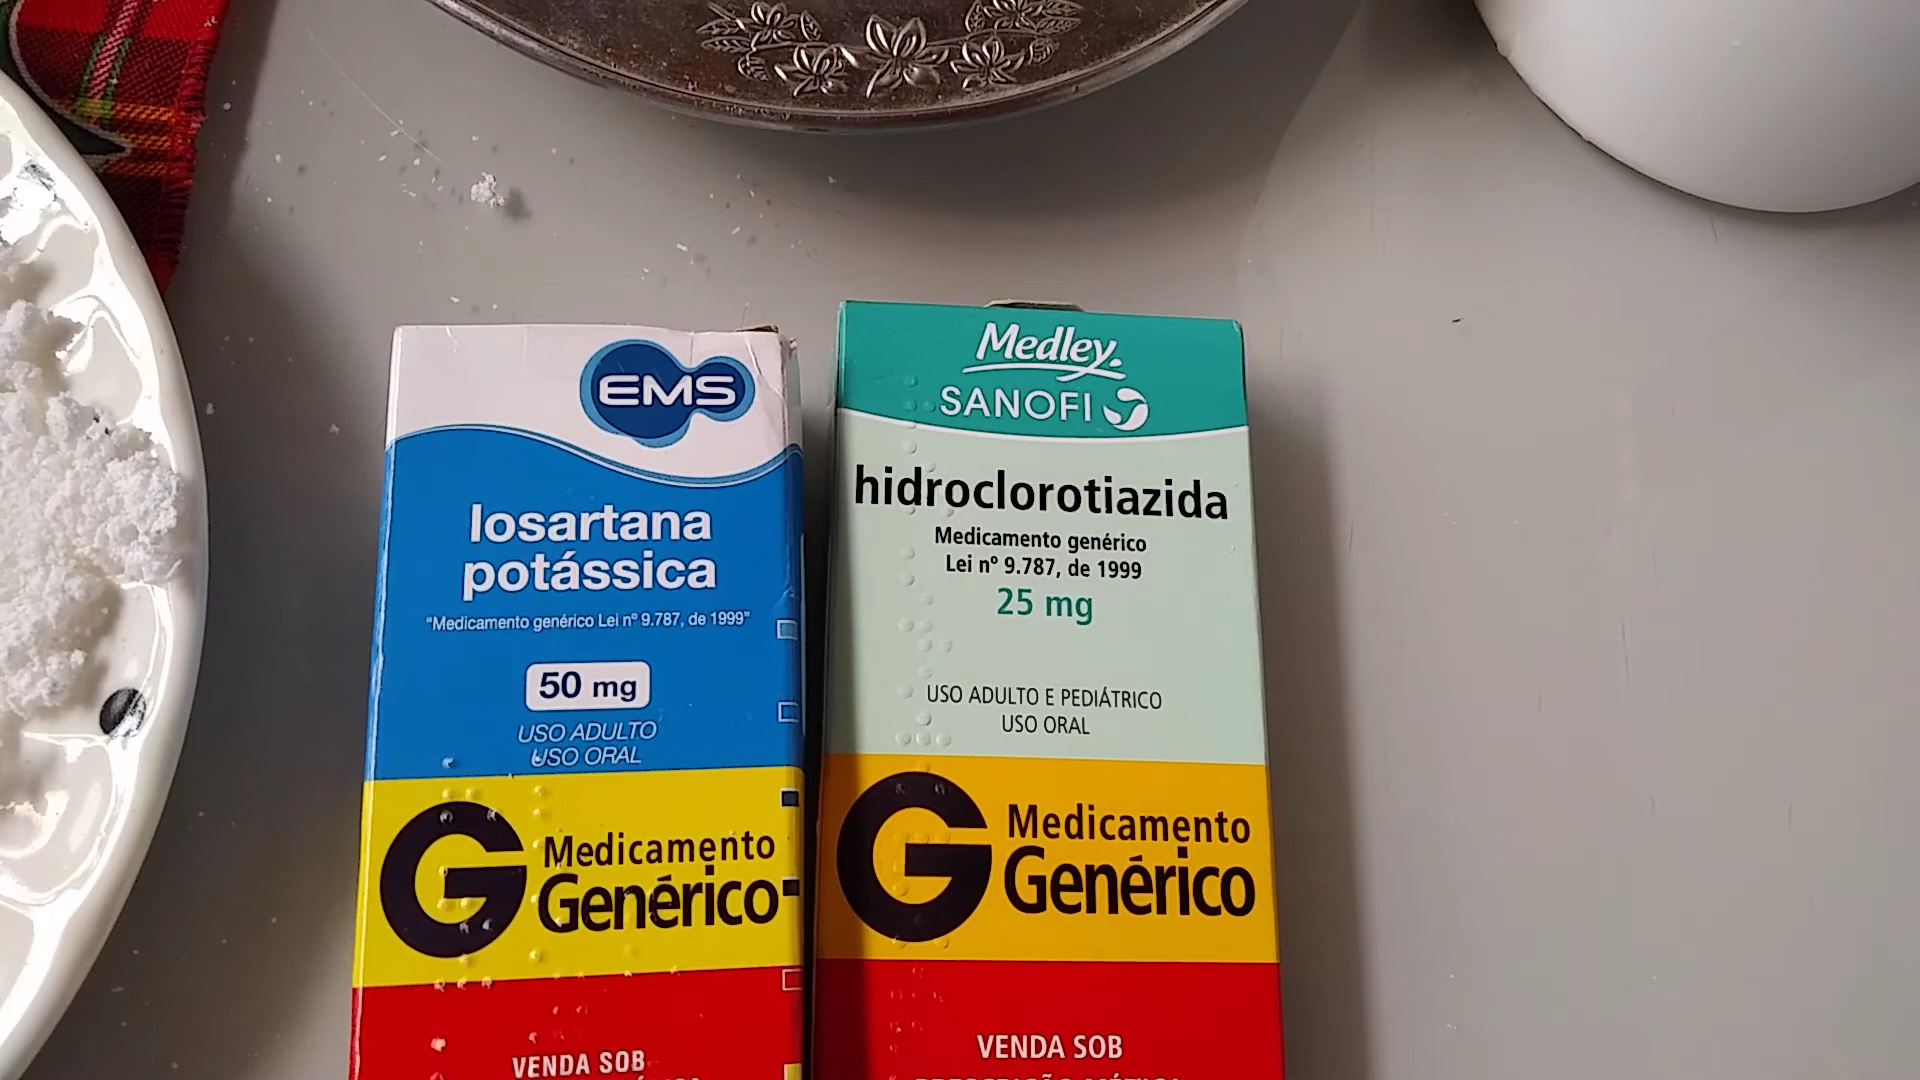 EMS
losartana
potássica
"Medicamento genérico Lei nº 9.787, de 1999"
50 mg
USO ADULTO
USO ORAL
G Medicamento
Genérico
VENDA SOB
Medley.
SANOFI
hidroclorotiazida
Medicamento genérico
Lei nº 9.787, de 1999
25 mg
USO ADULTO E PEDIÁTRICO
USO ORAL
G Medicamento
Genérico
VENDA SOB